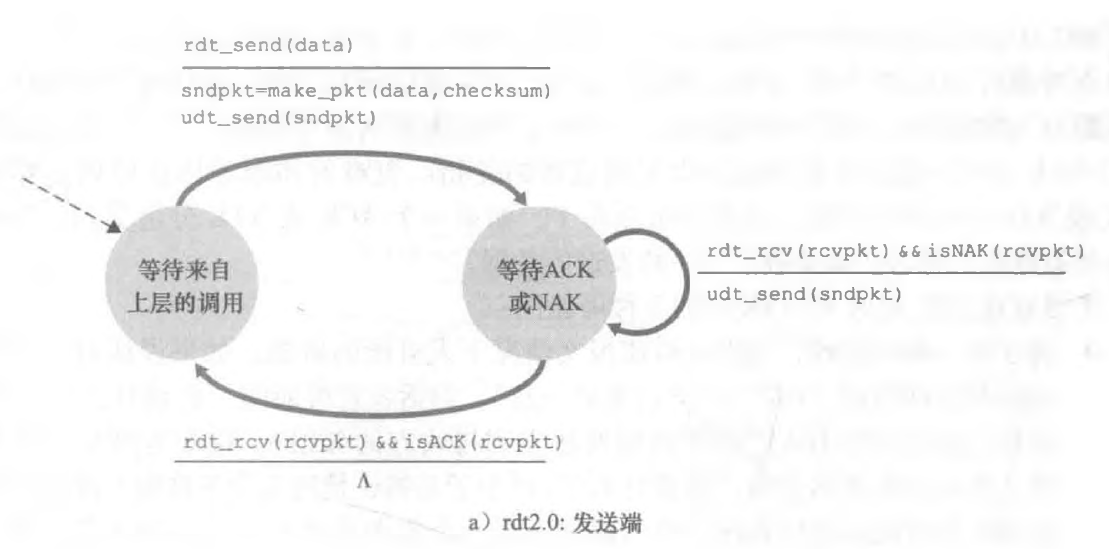 rdt_send(data)
sndpkt=make_pkt(data,checksum)
udt_send(sndpkt)
等待来自
上层的调用
等待ACK
或NAK
rdt_rcv(rcvpkt) && isNAK(rcvpkt)
udt_send(sndpkt)
rdt_rcv(rcvpkt) && isACK(rcvpkt)
Λ
a) rdt2.0: 发送端